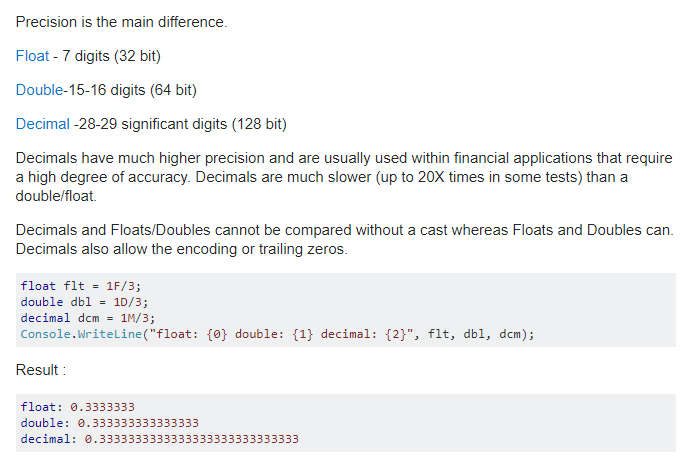 Precision is the main difference.
Float - 7 digits (32 bit)
Double-15-16 digits (64 bit)
Decimal -28-29 significant digits (128 bit)
Decimals have much higher precision and are usually used within financial applications that require
a high degree of accuracy. Decimals are much slower (up to 20X times in some tests) than a
double/float.
Decimals and Floats/Doubles cannot be compared without a cast whereas Floats and Doubles can.
Decimals also allow the encoding or trailing zeros.
float flt = 1F/3;
double dbl = 1D/3;
decimal dcm = 1M/3;
Console.WriteLine("float: {0} double: {1} decimal: {2}", flt, dbl, dcm);
Result :
float: 0.3333333
double: 0.333333333333333
decimal: 0.3333333333333333333333333333